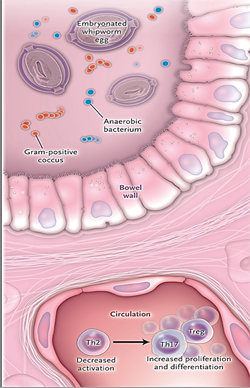 Embryonated
whipworm
egg
Anaerobic
bacterium
Gram-positive
coccus
Bowel
wall
Circulation
Th2
Th17
Treg
Decreased
activation
Increased proliferation
and differentiation